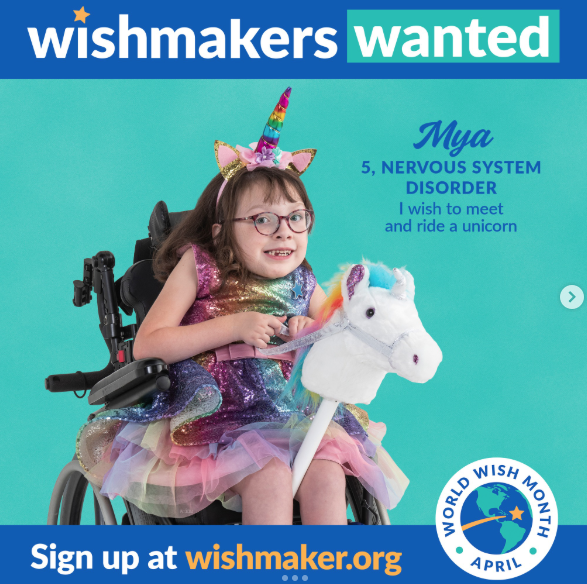 wishmakers wanted
Mya
5, NERVOUS SYSTEM
DISORDER
I wish to meet
and ride a unicorn
WORLD WISH MONTH
• APRIL •
Sign up at wishmaker.org